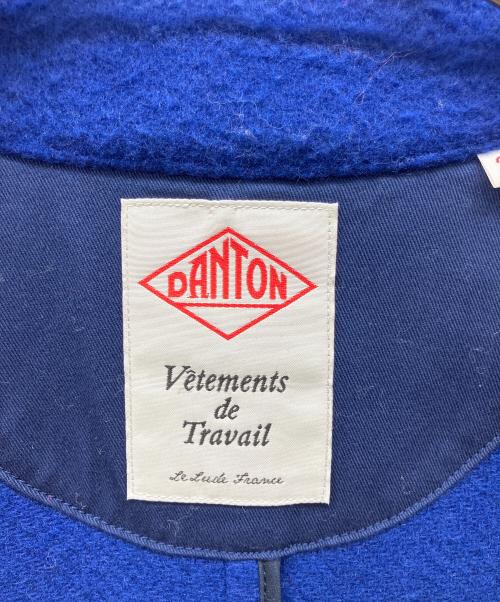 DANTON
Vêtements
de
Travail
Le Lude France